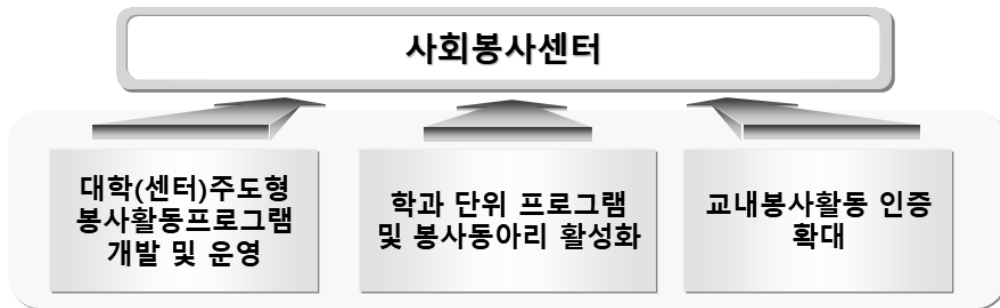 사회봉사센터
대학(센터)주도형
봉사활동프로그램
개발 및 운영
학과 단위 프로그램
및 봉사동아리 활성화
교내봉사활동 인증
확대